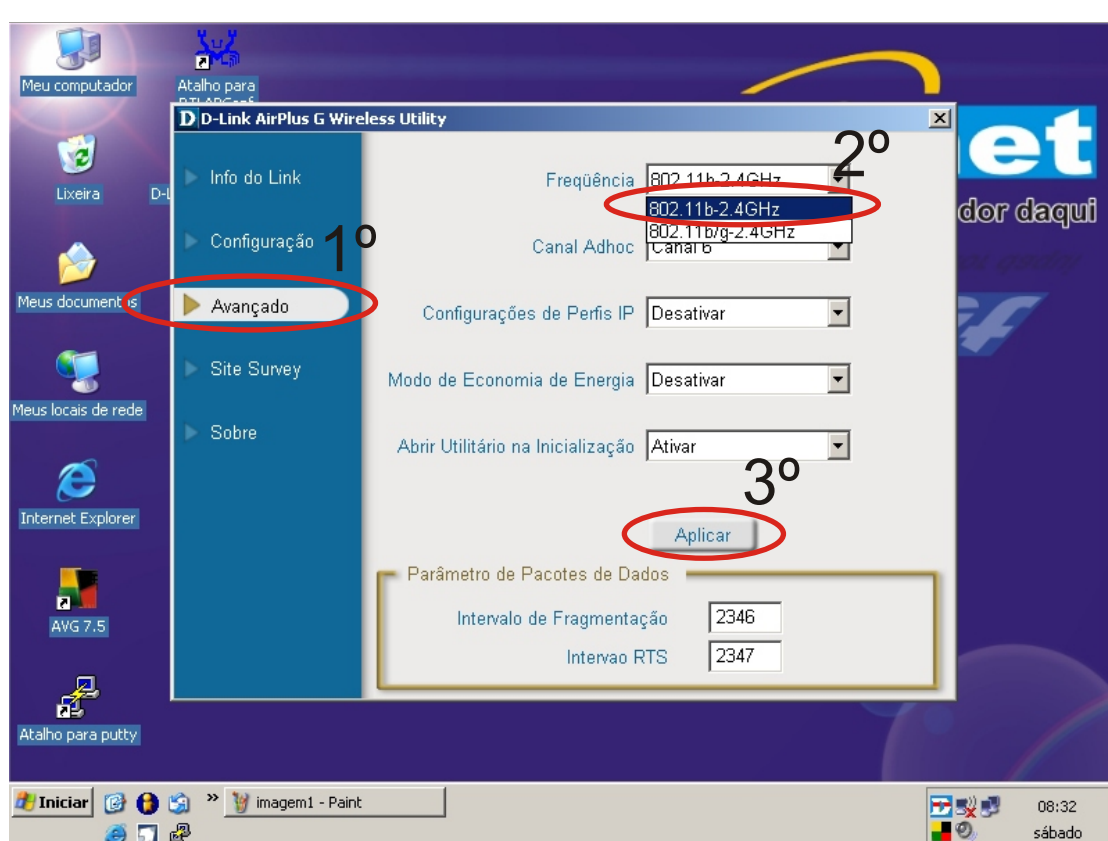 Meu computador
Atalho para
D-Link AirPlus G Wireless Utility
2º
et
dor daqui
Lixeira
Info do Link
Freqüência
802.11b-2.4GHz
802.11b-2.4GHz
802.11b/g-2.4GHz
1º
Configuração
Canal Adhoc
Canal 6
Meus documentos
Avançado
Configurações de Perfis IP
Desativar
Site Survey
Modo de Economia de Energia
Desativar
Meus locais de rede
Sobre
Abrir Utilitário na Inicialização
Ativar
3º
Internet Explorer
Aplicar
Parâmetro de Pacotes de Dados
AVG 7.5
Intervalo de Fragmentação
2346
Intervao RTS
2347
Atalho para putty
Iniciar
»
imagem1 - Paint
08:32
sábado